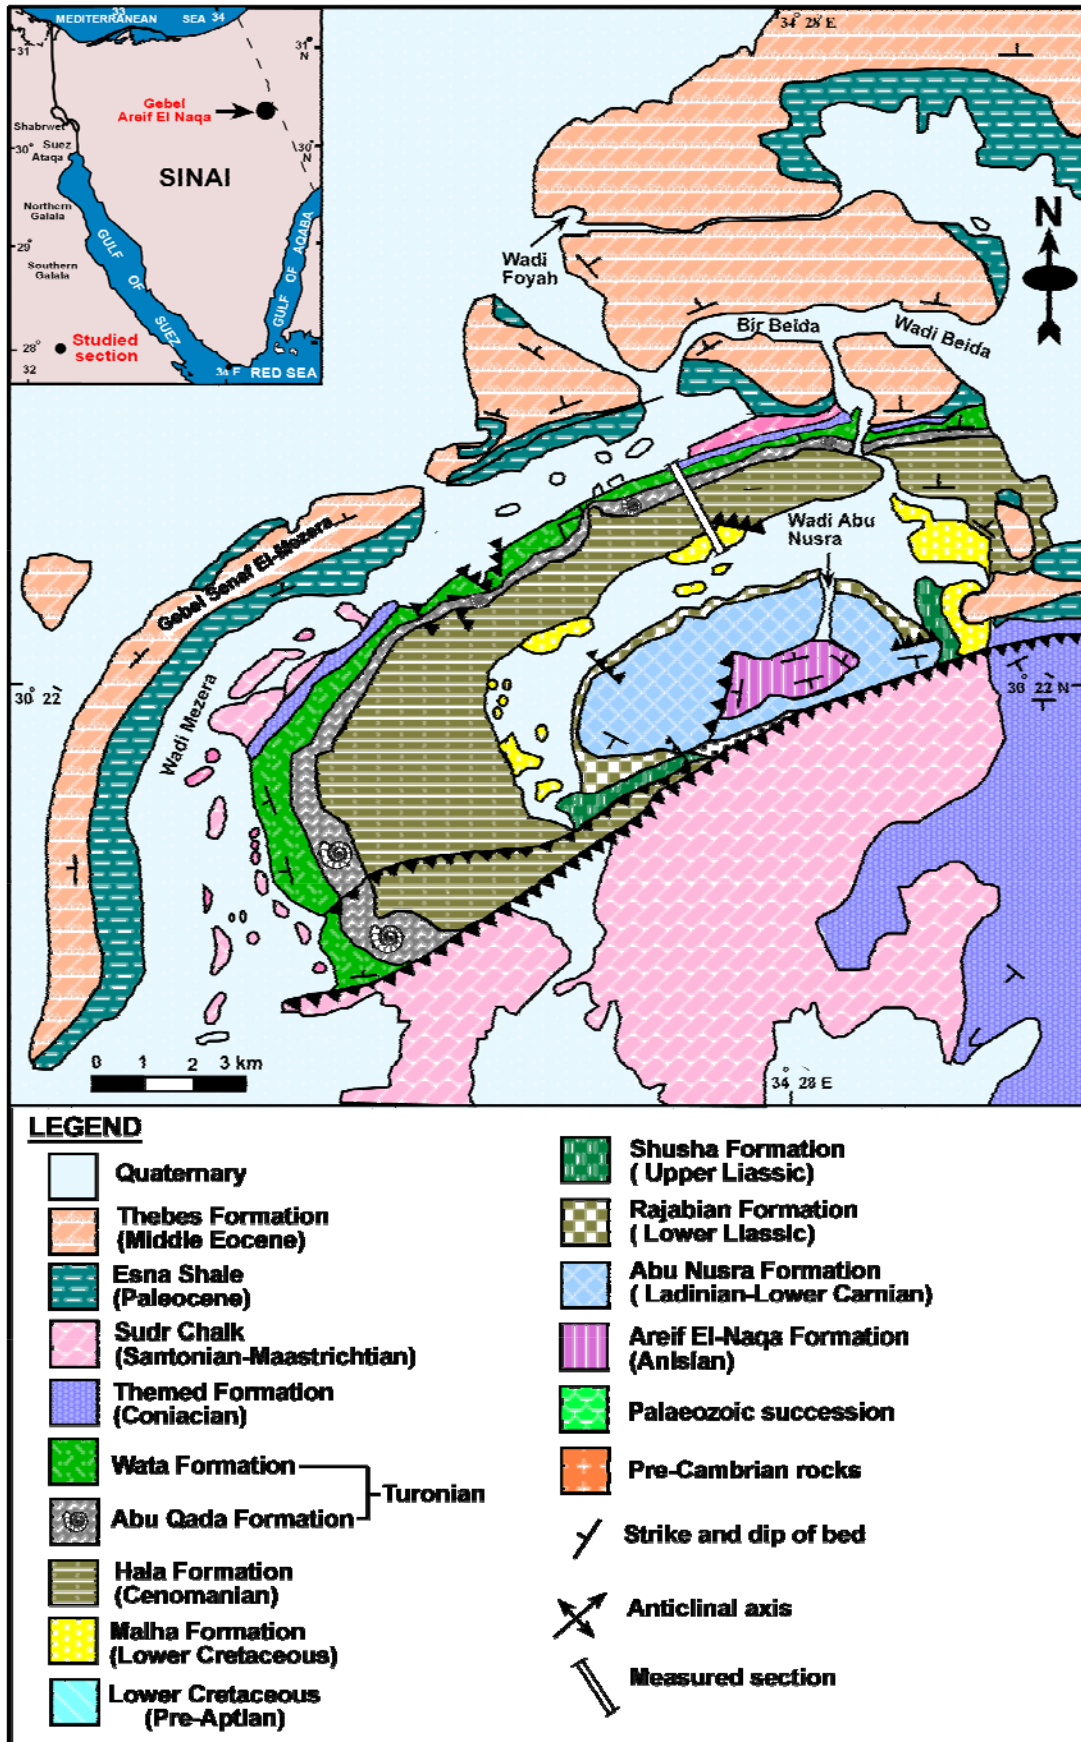 33
34
MEDITERRANEAN SEA
31
31°
N
Gebel
Areif El Naqa
Shabrwet
Suez
30°
Ataqa
30°
N
SINAI
Northern
Galala
29°
Southern
Galala
GULF OF SUEZ
GULF OF AQABA
Studied
section
28°
32
34 E
RED SEA
34° 28 E
N
Wadi
Foyah
Bir Beida
Wadi Beida
Wadi Abu
Nusra
Gebel Senef El-Mezera
Wadi Mezera
30° 22
30° 22 N
0 1 2 3 km
34° 28 E
LEGEND
Quaternary
Thebes Formation
(Middle Eocene)
Esna Shale
(Paleocene)
Sudr Chalk
(Santonian-Maastrichtian)
Themed Formation
(Coniacian)
Wata Formation
Turonian
Abu Qada Formation
Hala Formation
(Cenomanian)
Malha Formation
(Lower Cretaceous)
Lower Cretaceous
(Pre-Aptian)
Shusha Formation
( Upper Liassic)
Rajabian Formation
( Lower Liassic)
Abu Nusra Formation
( Ladinian-Lower Carnian)
Areif El-Naqa Formation
(Anisian)
Palaeozoic succession
Pre-Cambrian rocks
Strike and dip of bed
Anticlinal axis
Measured section